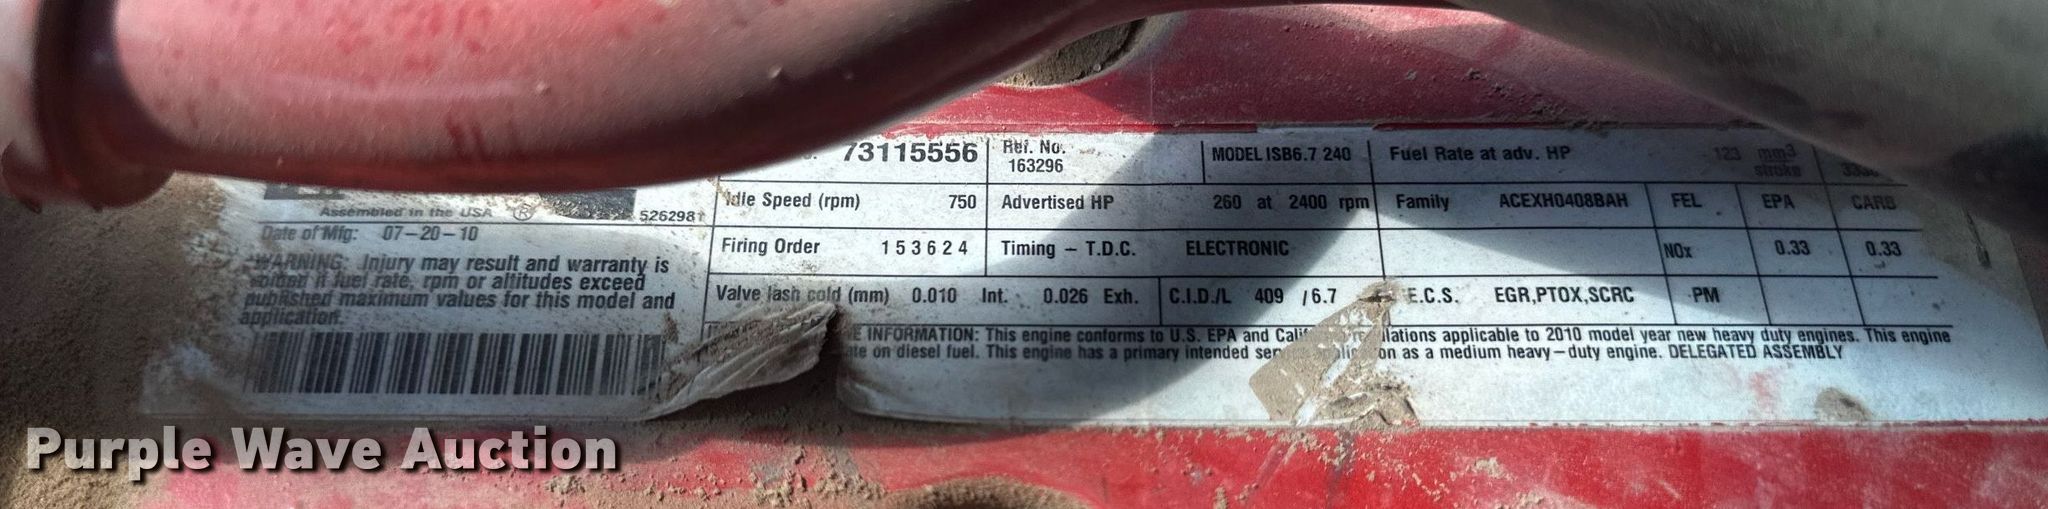 73115556
Ref. No.
163296
MODEL ISB6.7 240
Fuel Rate at adv. HP 123 mm3
stroke
Assembled in the USA ®
Idle Speed (rpm) 750
Advertised HP 260 at 2400 rpm
Family ACEXH0408BAH
FEL EPA CARB
Date of Mfg: 07-20-10
Firing Order 1 5 3 6 2 4
Timing - T.D.C. ELECTRONIC
NOx 0.33 0.33
WARNING: Injury may result and warranty is
if fuel rate, rpm or altitudes exceed
published maximum values for this model and
application.
Valve lash cold (mm) 0.010 Int. 0.026 Exh.
C.I.D./L 409 /6.7
E.C.S. EGR,PTOX,SCRC
PM
E INFORMATION: This engine conforms to U.S. EPA and applicable to 2010 model year new heavy duty engines. This engine
on diesel fuel. This engine has a primary intended as a medium heavy-duty engine. DELEGATED ASSEMBLY
Purple Wave Auction